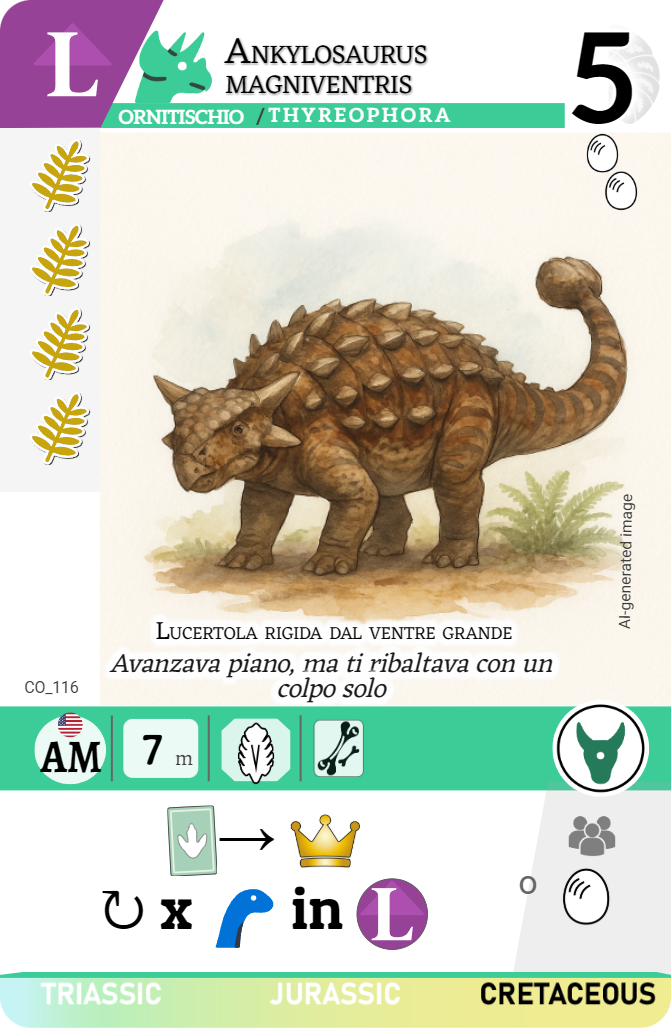 L
ANKYLOSAURUS
MAGNIVENTRIS
5
ORNITISCHIO / THYREOPHORA
AI-generated image
LUCERTOLA RIGIDA DAL VENTRE GRANDE
Avanzava piano, ma ti ribaltava con un
colpo solo
CO_116
AM
7 m
x in L
O
TRIASSIC JURASSIC CRETACEOUS